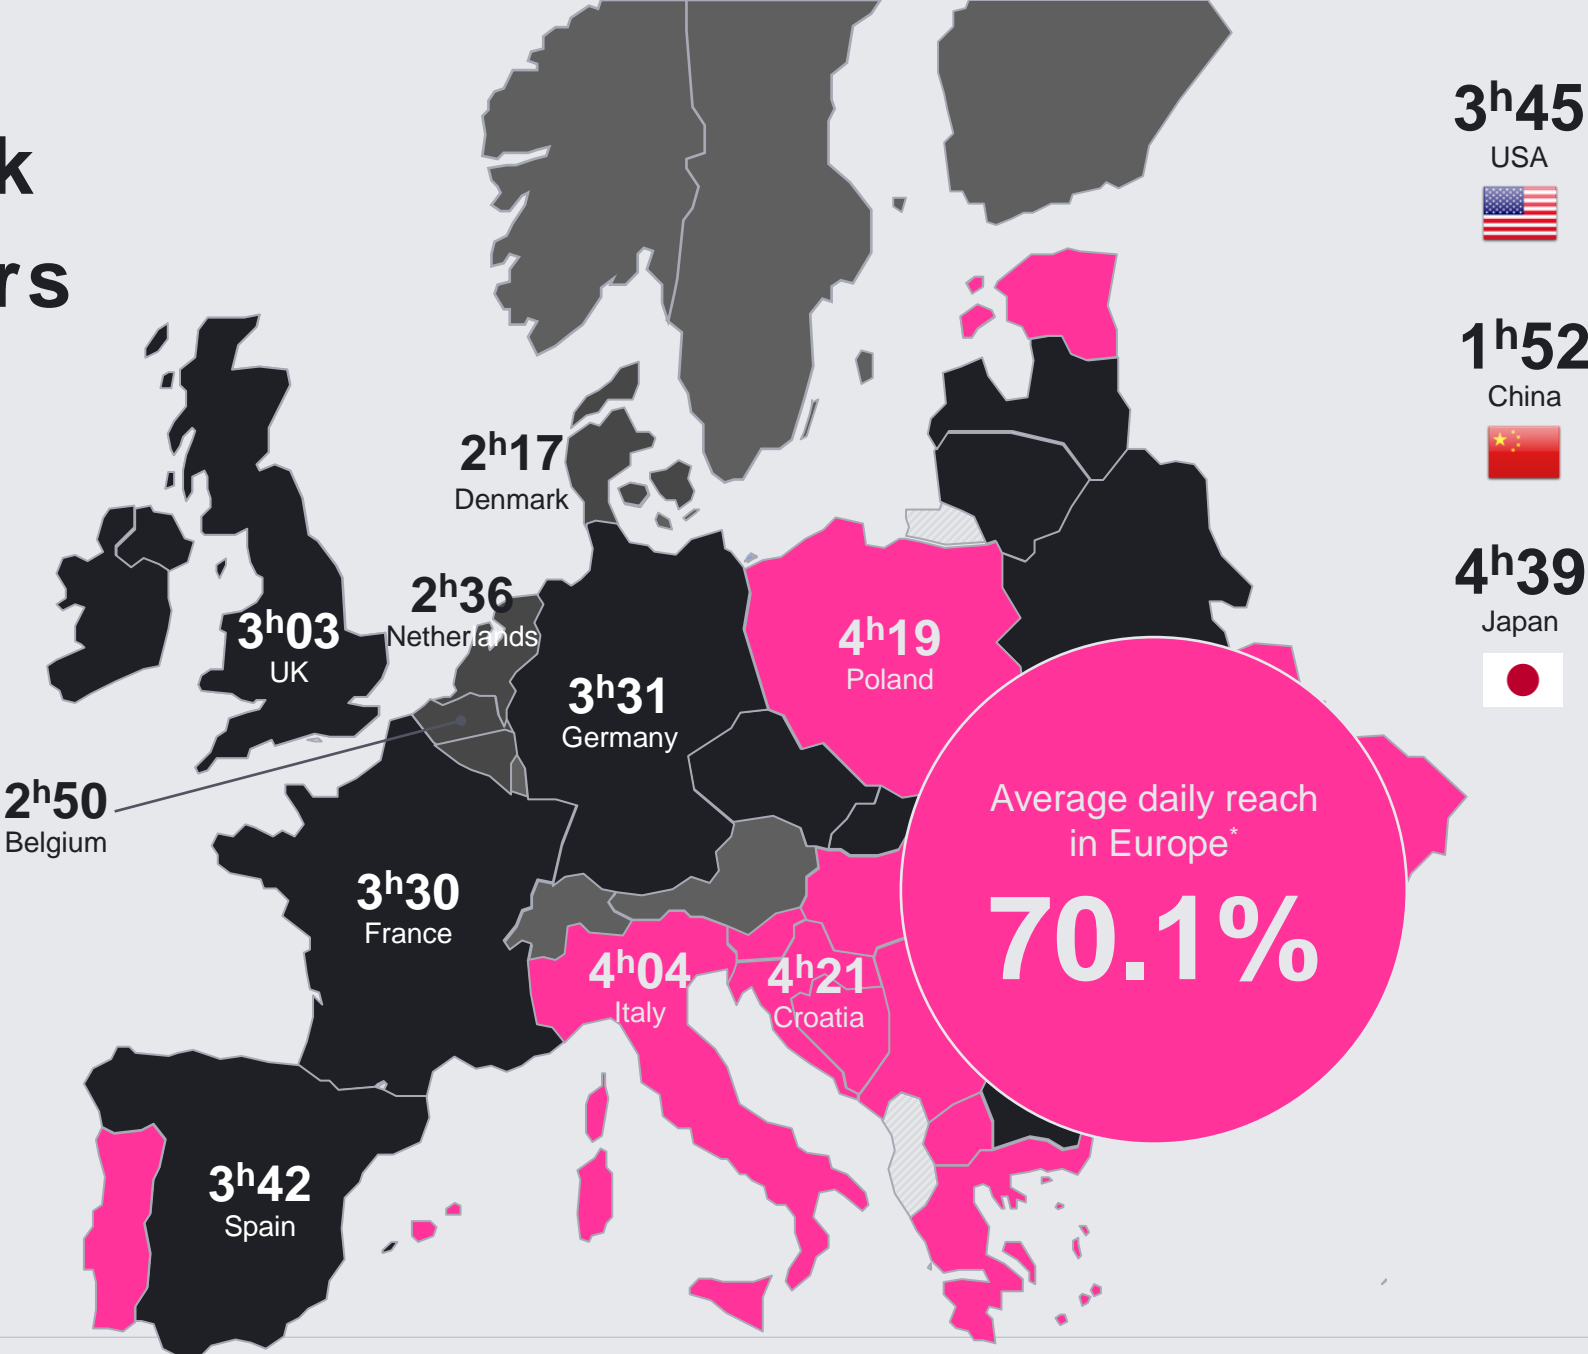 k
rs
3h45
USA
1h52
China
4h39
Japan
2h17
Denmark
2h36
Netherlands
3h03
UK
3h31
Germany
4h19
Poland
2h50
Belgium
3h30
France
4h04
Italy
4h21
Croatia
3h42
Spain
Average daily reach
in Europe*
70.1%